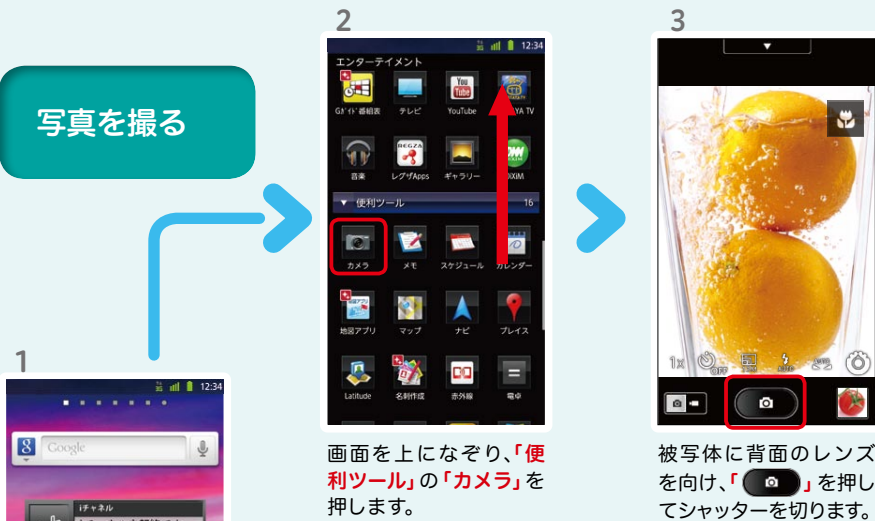 写真を撮る
1
12:34
Google
iチャネル
2
3G 12:34
エンターテイメント
Gｶﾞｲﾄﾞ番組表 テレビ YouTube YA TV
音楽 レグザApps ギャラリー DiXiM
▼ 便利ツール 16
カメラ メモ スケジュール カレンダー
地図アプリ マップ ナビ プレイス
Latitude 名刺作成 赤外線 電卓
画面を上になぞり、「便
利ツール」の「カメラ」を
押します。
3
1x OFF AUTO
被写体に背面のレンズ
を向け、「 」を押し
てシャッターを切ります。